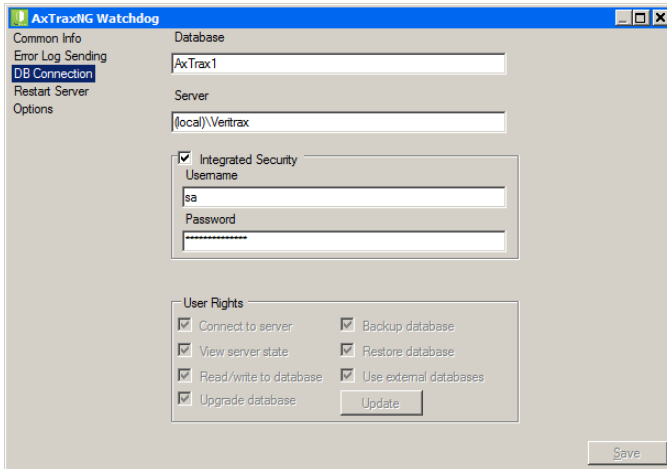 AxTraxNG Watchdog
Common Info
Error Log Sending
DB Connection
Restart Server
Options
Database
AxTrax1
Server
(local)\Veritrax
Integrated Security
Username
sa
Password
**************
User Rights
Connect to server
Backup database
View server state
Restore database
Read/write to database
Use external databases
Upgrade database
Update
Save